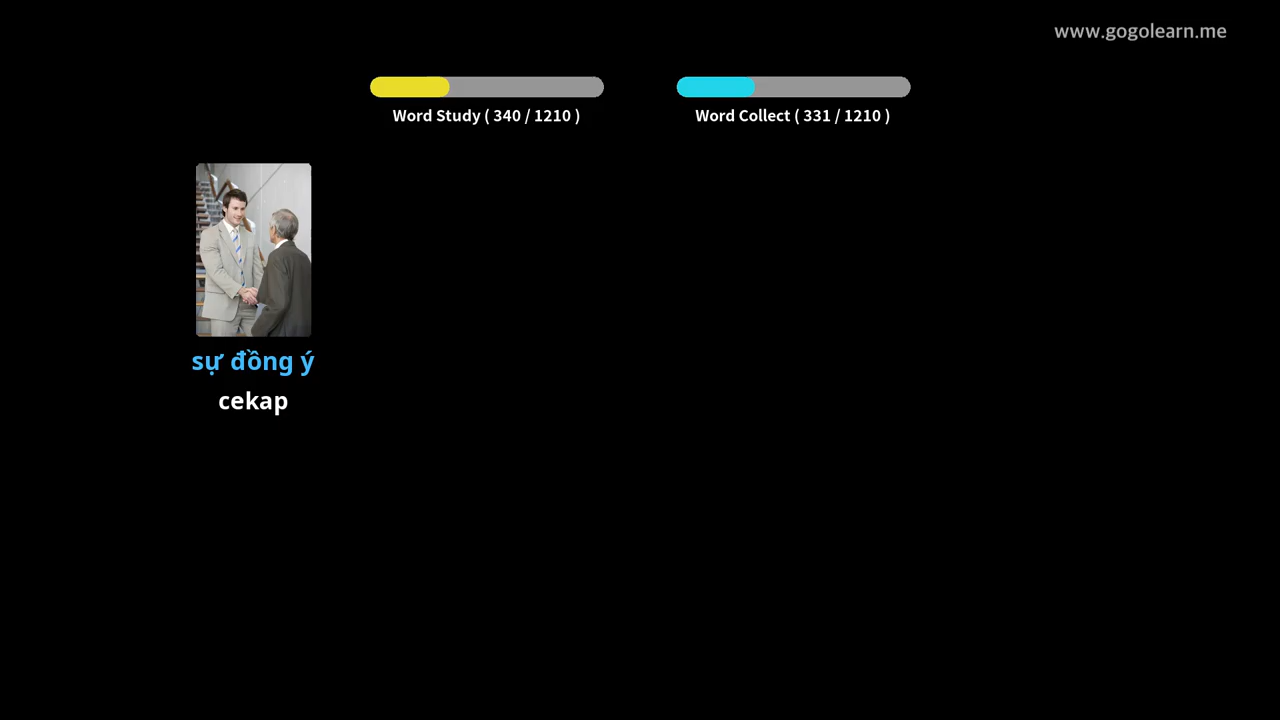 www.gogolearn.me
Word Study ( 340 / 1210 )
Word Collect ( 331 / 1210 )
sự đồng ý
cekap